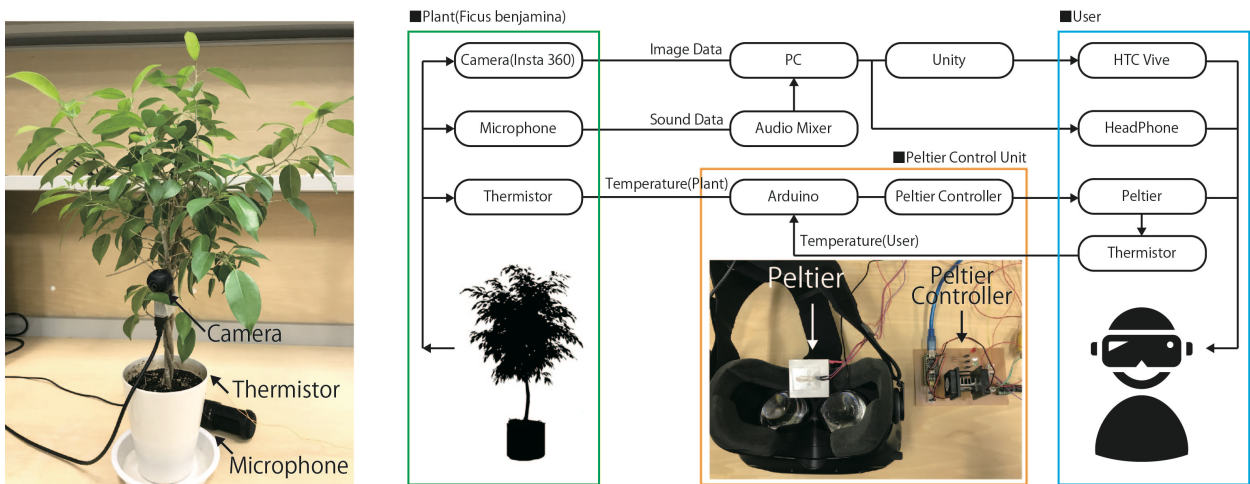 Camera
Thermistor
Microphone
■Plant(Ficus benjamina)
■User
Camera(Insta 360)
Image Data
PC
Unity
HTC Vive
Microphone
Sound Data
Audio Mixer
HeadPhone
■Peltier Control Unit
Thermistor
Temperature(Plant)
Arduino
Peltier Controller
Peltier
Temperature(User)
Thermistor
Peltier
Peltier
Controller